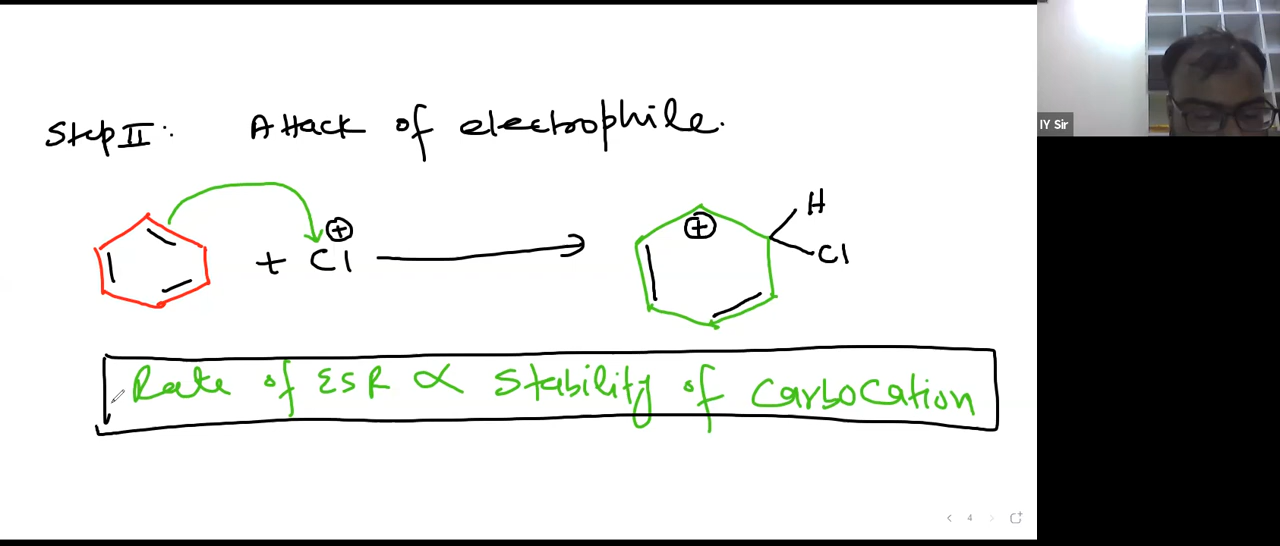 Step II: Attack of electrophile.
+ Cl ⊕ ⊕ H Cl
Rate of ESR ∝ Stability of Carbocation
IY Sir
4